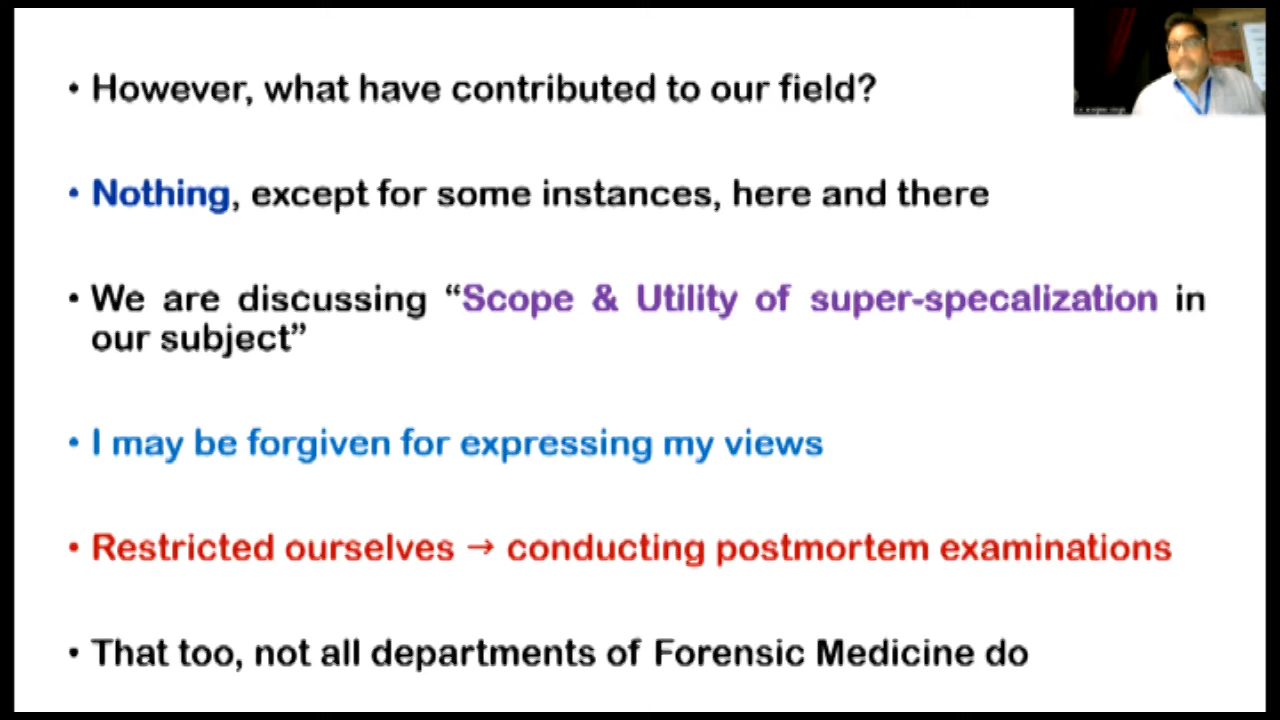 • However, what have contributed to our field?
• Nothing, except for some instances, here and there
• We are discussing “Scope & Utility of super-specalization in
our subject”
• I may be forgiven for expressing my views
• Restricted ourselves → conducting postmortem examinations
• That too, not all departments of Forensic Medicine do